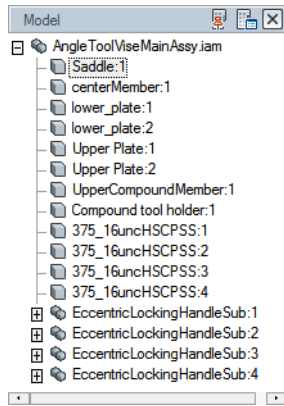 Model
AngleToolViseMainAssy.iam
Saddle:1
centerMember:1
lower_plate:1
lower_plate:2
Upper Plate:1
Upper Plate:2
UpperCompoundMember:1
Compound tool holder:1
375_16uncHSCPSS:1
375_16uncHSCPSS:2
375_16uncHSCPSS:3
375_16uncHSCPSS:4
EccentricLockingHandleSub:1
EccentricLockingHandleSub:2
EccentricLockingHandleSub:3
EccentricLockingHandleSub:4